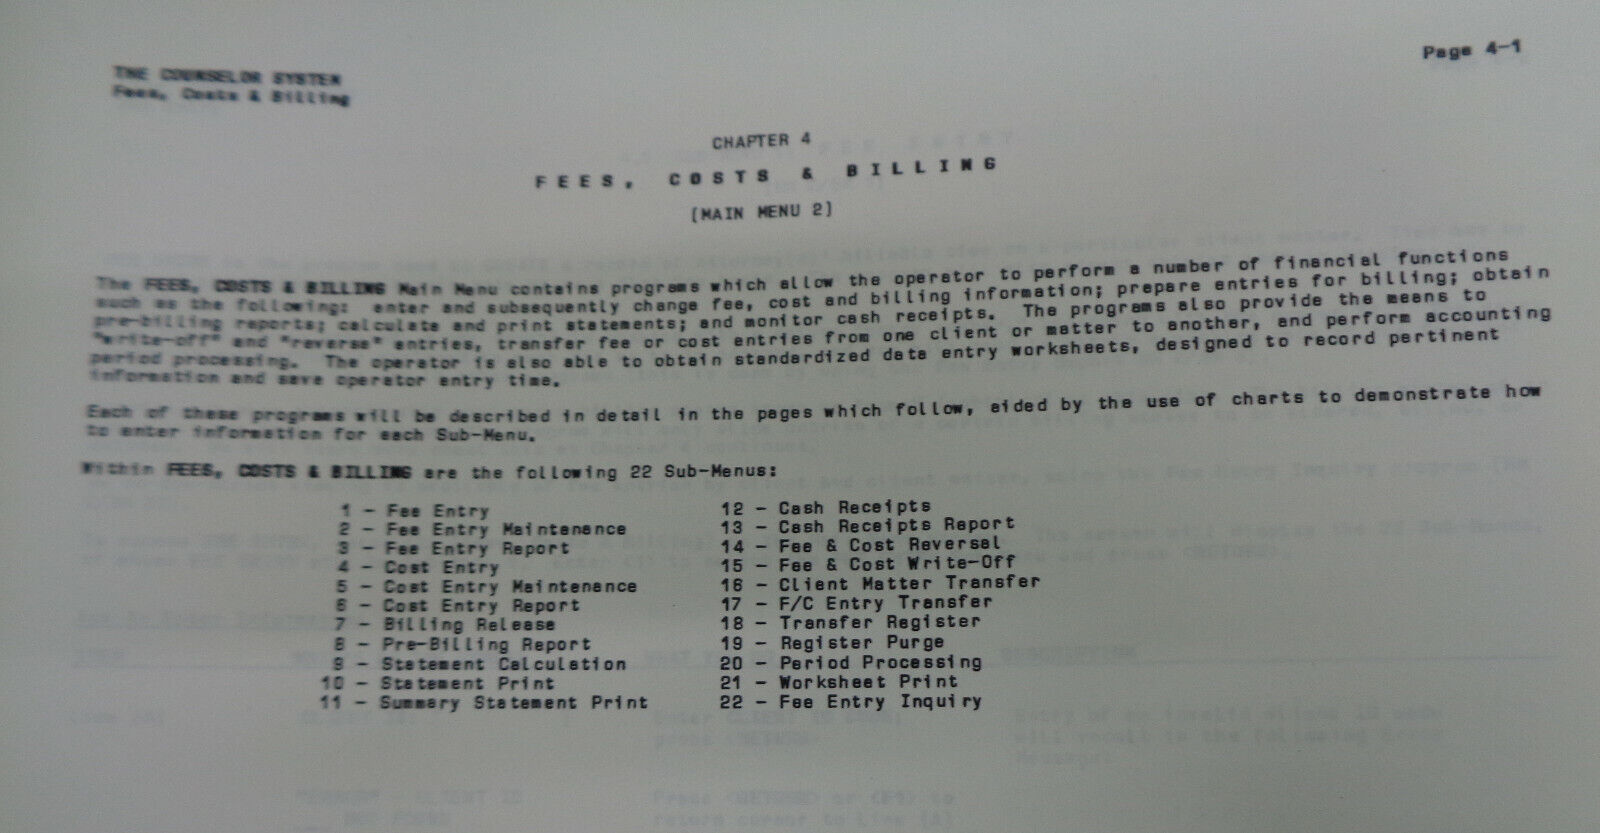 Page 4-1
THE COUNSELOR SYSTEM
Fees, Costs & Billing
CHAPTER 4
FEES, COSTS & BILLING
(MAIN MENU 2)
The FEES, COSTS & BILLING Main Menu contains programs which allow the operator to perform a number of financial functions
such as the following: enter and subsequently change fee, cost and billing information; prepare entries for billing; obtain
pre-billing reports; calculate and print statements; and monitor cash receipts. The programs also provide the means to
"write-off" and "reverse" entries, transfer fee or cost entries from one client or matter to another, and perform accounting
period processing. The operator is also able to obtain standardized data entry worksheets, designed to record pertinent
information and save operator entry time.
Each of these programs will be described in detail in the pages which follow, aided by the use of charts to demonstrate how
to enter information for each Sub-Menu.
Within FEES, COSTS & BILLING are the following 22 Sub-Menus:
1 - Fee Entry
2 - Fee Entry Maintenance
3 - Fee Entry Report
4 - Cost Entry
5 - Cost Entry Maintenance
6 - Cost Entry Report
7 - Billing Release
8 - Pre-Billing Report
9 - Statement Calculation
10 - Statement Print
11 - Summary Statement Print
12 - Cash Receipts
13 - Cash Receipts Report
14 - Fee & Cost Reversal
15 - Fee & Cost Write-Off
16 - Client Matter Transfer
17 - F/C Entry Transfer
18 - Transfer Register
19 - Register Purge
20 - Period Processing
21 - Worksheet Print
22 - Fee Entry Inquiry